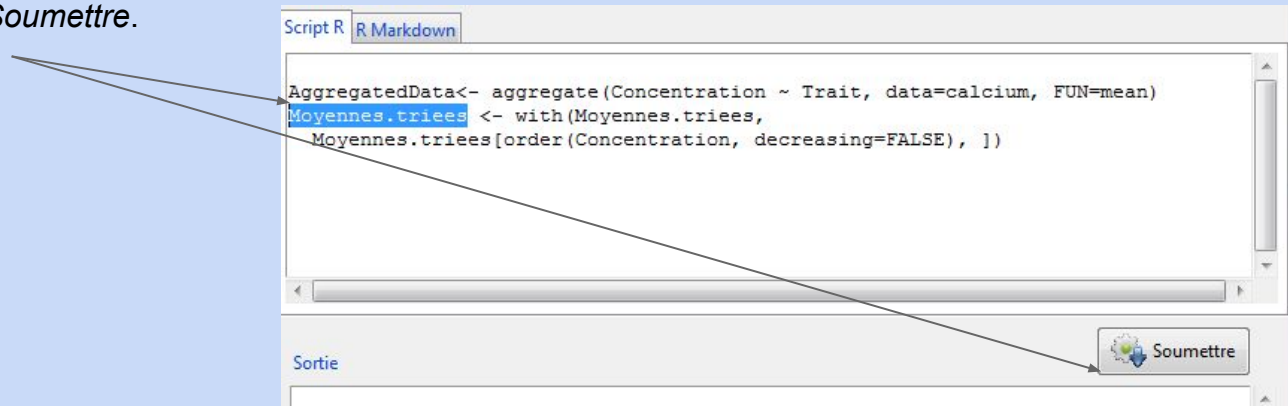 Soumettre.
Script R R Markdown
AggregatedData<- aggregate(Concentration ~ Trait, data=calcium, FUN=mean)
Moyennes.triees <- with(Moyennes.triees,
  Moyennes.triees[order(Concentration, decreasing=FALSE), ])
Soumettre
Sortie